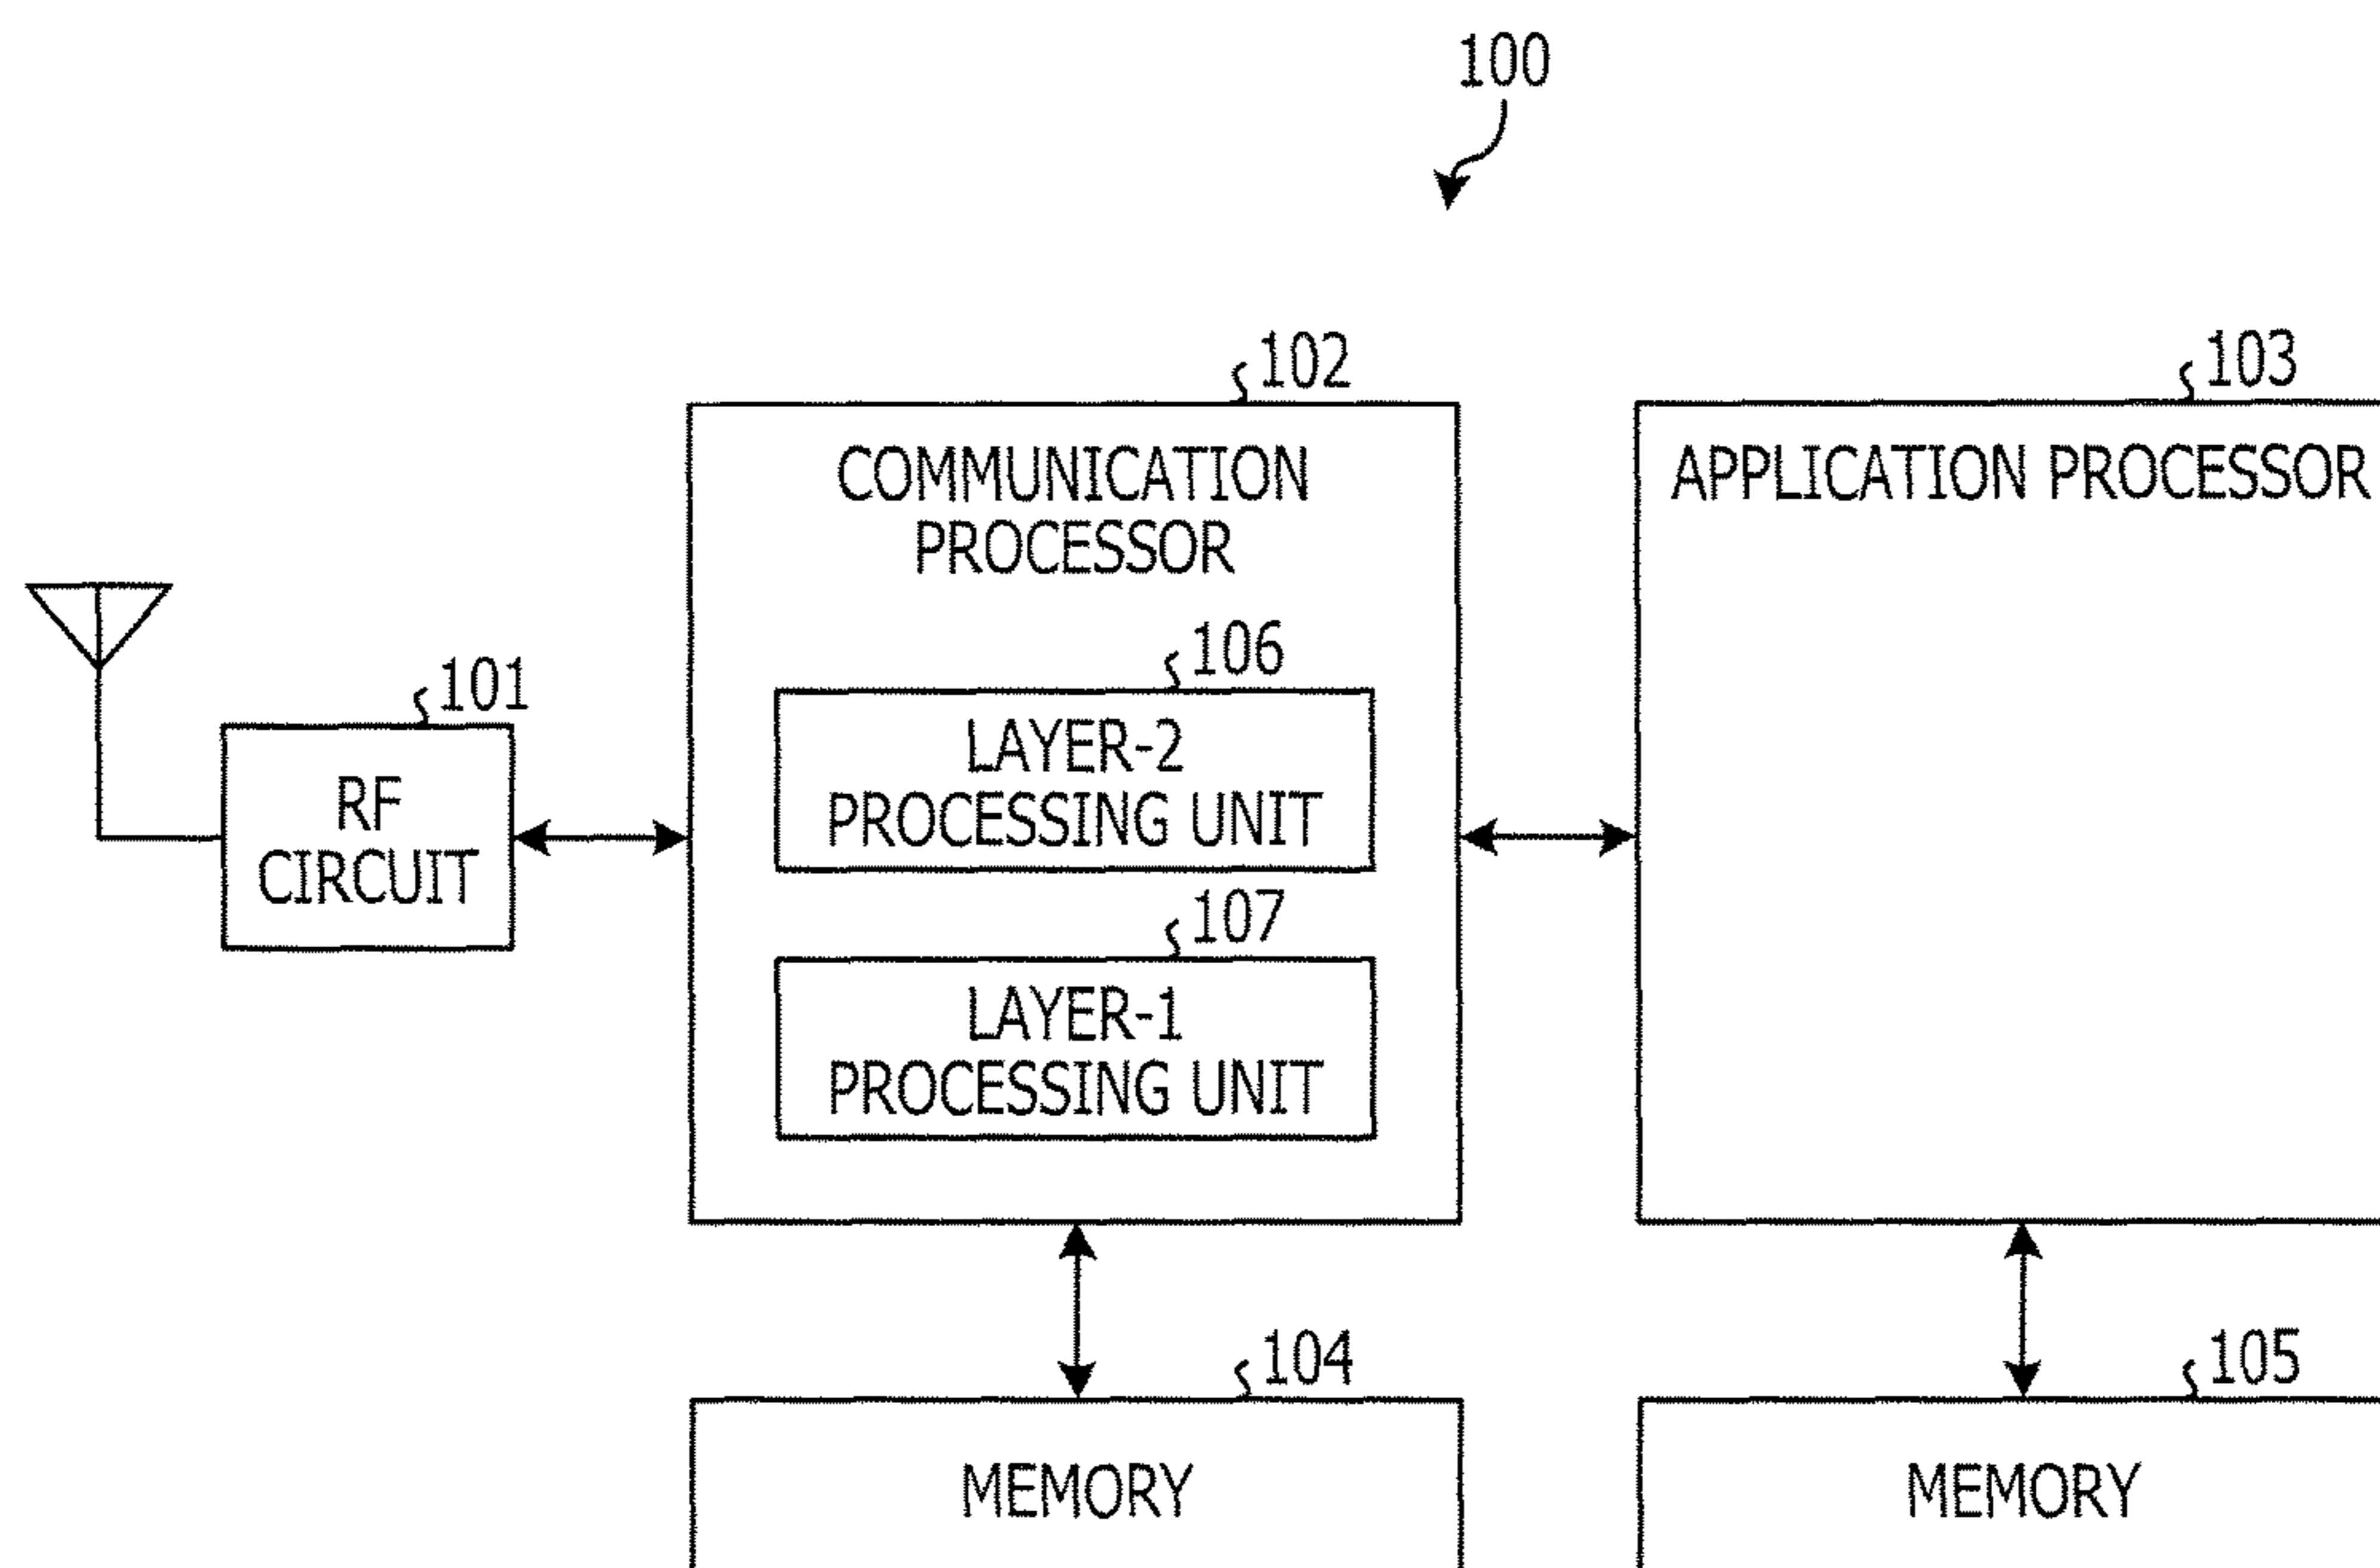 100
102
103
COMMUNICATION
PROCESSOR
APPLICATION PROCESSOR
106
LAYER-2
PROCESSING UNIT
101
RF
CIRCUIT
107
LAYER-1
PROCESSING UNIT
104
105
MEMORY
MEMORY